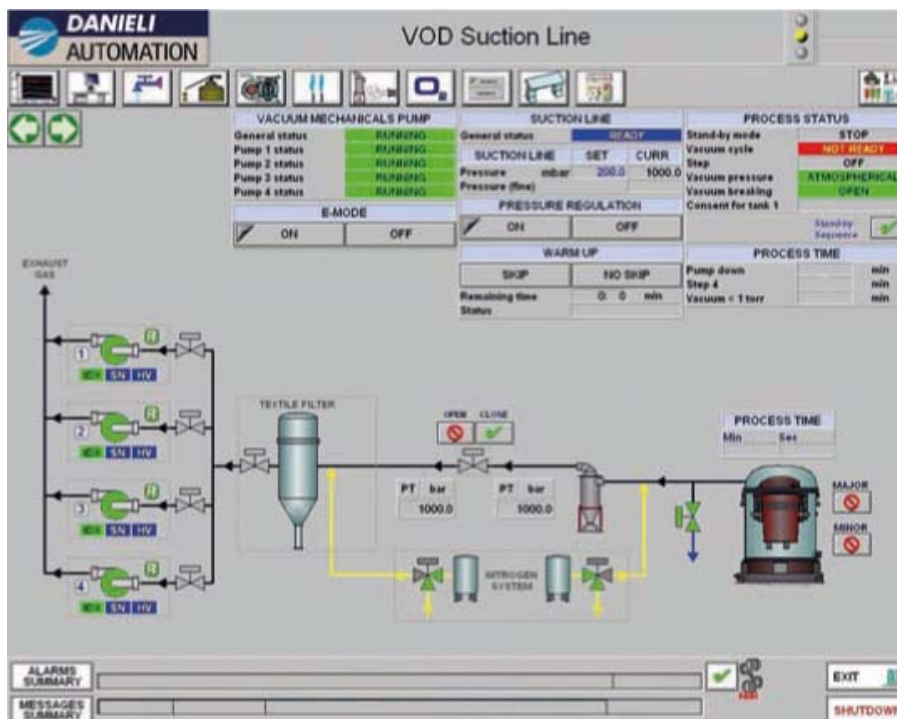 DANIELI
AUTOMATION
VOD Suction Line
VACUUM MECHANICALS PUMP
General status RUNNING
Pump 1 status RUNNING
Pump 2 status RUNNING
Pump 3 status RUNNING
Pump 4 status RUNNING
E-MODE
ON OFF
SUCTION LINE
General status READY
SUCTION LINE SET CURR
Pressure mbar 200.0 1000.0
Pressure (fine)
PRESSURE REGULATION
ON OFF
WARM UP
SKIP NO SKIP
Remaining time 0: 0 min
Status
PROCESS STATUS
Stand-by mode STOP
Vacuum cycle NOT READY
Step OFF
Vacuum pressure ATMOSPHERICAL
Vacuum breaking OPEN
Consent for tank 1
Stand-by
Sequence
PROCESS TIME
Pump down min
Step 4 min
Vacuum < 1 torr min
EXHAUST
GAS
1 R
SN HV
2 R
SN HV
3 R
SN HV
4 R
SN HV
TEXTILE FILTER
OPEN CLOSE
PT bar
1000.0
PT bar
1000.0
NITROGEN
SYSTEM
PROCESS TIME
Min Sec
MAJOR
MINOR
ALARMS
SUMMARY
MESSAGES
SUMMARY
EXIT
SHUTDOWN